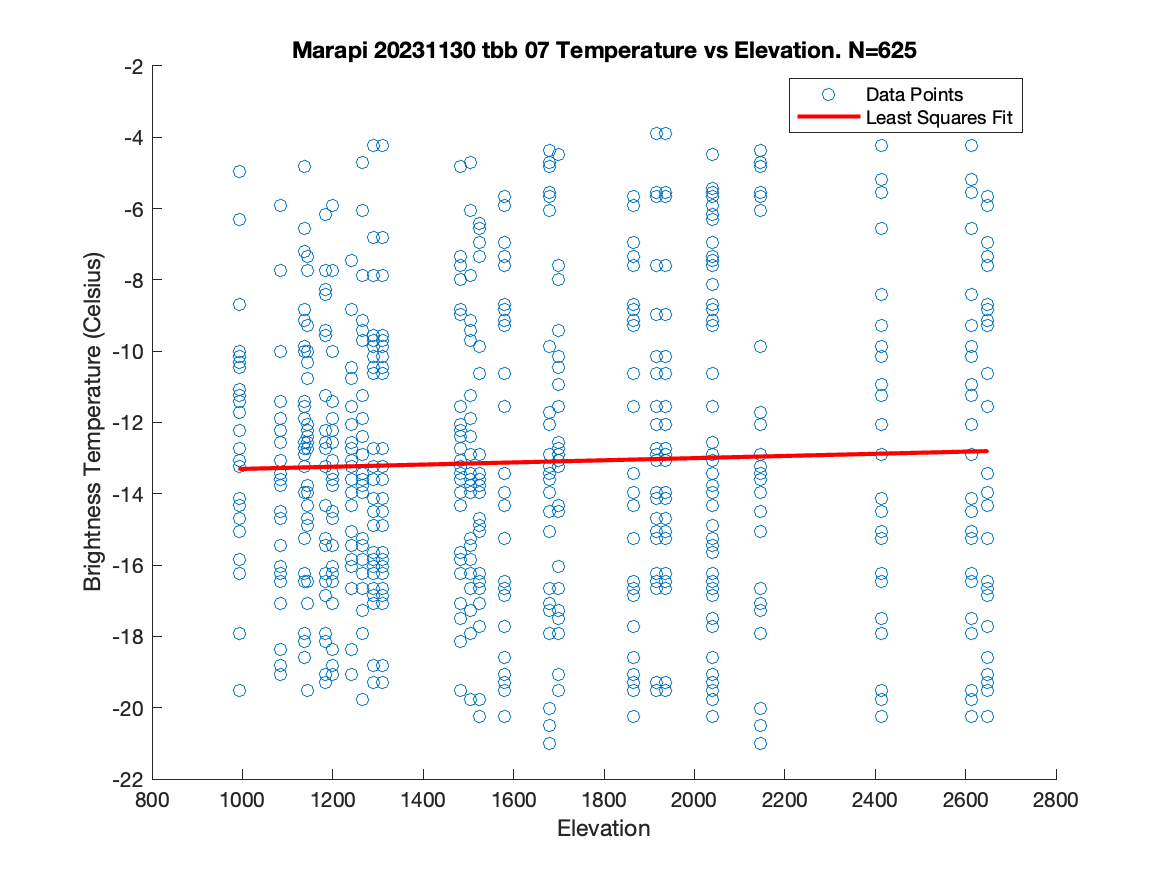 Marapi 20231130 tbb 07 Temperature vs Elevation. N=625
Data Points
Least Squares Fit
-2
-4
-6
-8
-10
-12
-14
-16
-18
-20
-22
Brightness Temperature (Celsius)
800 1000 1200 1400 1600 1800 2000 2200 2400 2600 2800
Elevation